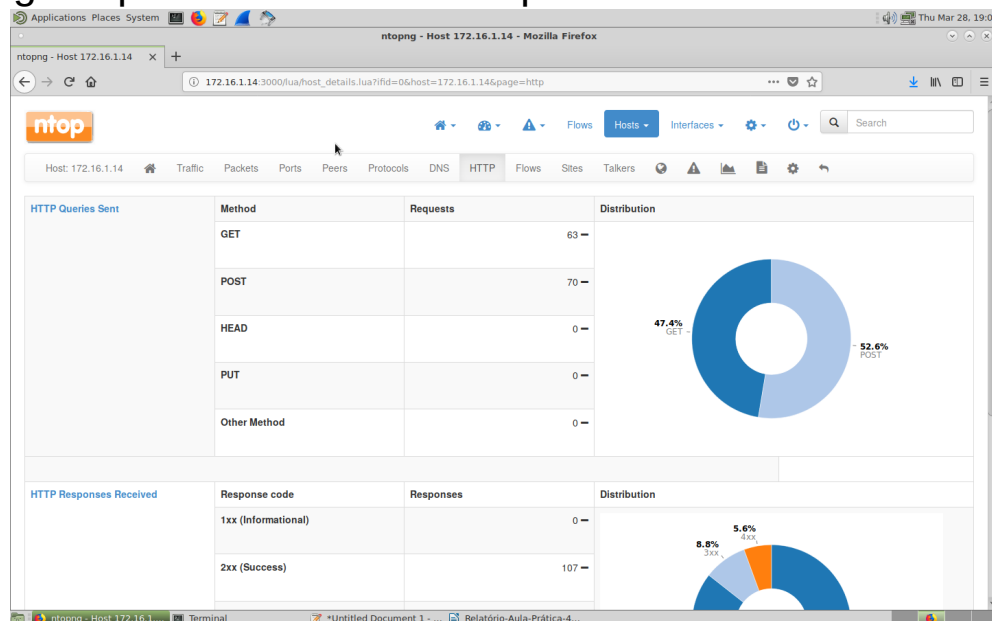 Applications Places System Thu Mar 28, 19:0
ntopng - Host 172.16.1.14 - Mozilla Firefox
ntopng - Host 172.16.1.14 × +
172.16.1.14:3000/lua/host_details.lua?ifid=0&host=172.16.1.14&page=http
ntop Flows Hosts Interfaces Search
Host: 172.16.1.14 Traffic Packets Ports Peers Protocols DNS HTTP Flows Sites Talkers
HTTP Queries Sent Method Requests Distribution
GET 63
POST 70
HEAD 0
PUT 0
Other Method 0
47.4%
GET
52.6%
POST
HTTP Responses Received Response code Responses Distribution
1xx (Informational) 0
2xx (Success) 107
5.6%
4xx
8.8%
3xx
ntopng - Host 172.16.1... Terminal *Untitled Document 1 - ... Relatório-Aula-Prática-4...